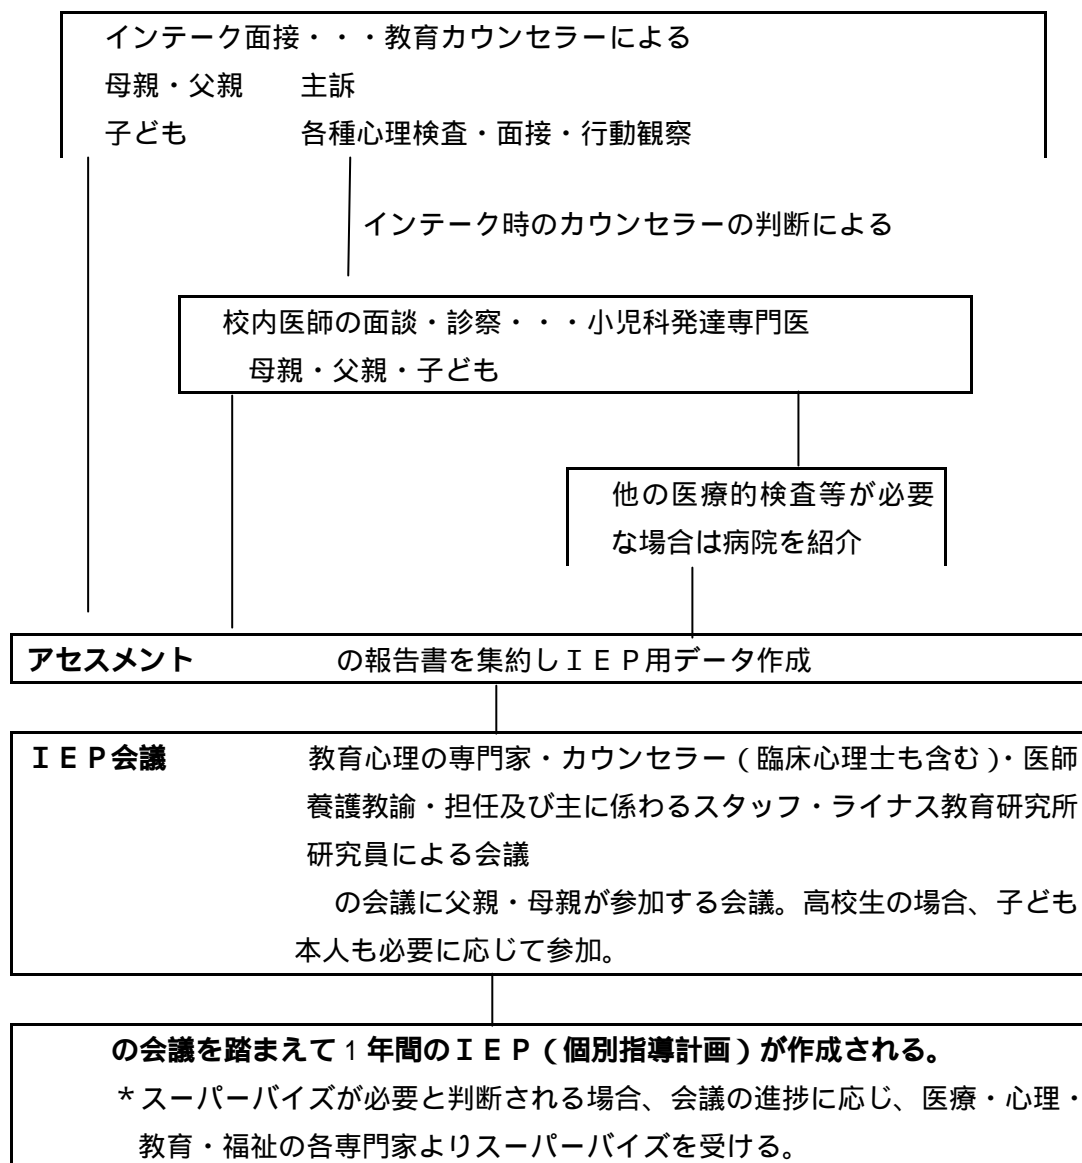 インテーク面接・・・教育カウンセラーによる
母親・父親　　主訴
子ども　　　　各種心理検査・面接・行動観察
インテーク時のカウンセラーの判断による
校内医師の面談・診察・・・小児科発達専門医
母親・父親・子ども
他の医療的検査等が必要
な場合は病院を紹介
アセスメント　　　　　の報告書を集約しＩＥＰ用データ作成
ＩＥＰ会議　　　　　教育心理の専門家・カウンセラー（臨床心理士も含む）・医師
養護教諭・担任及び主に係わるスタッフ・ライナス教育研究所
研究員による会議
の会議に父親・母親が参加する会議。高校生の場合、子ども
本人も必要に応じて参加。
の会議を踏まえて1年間のＩＥＰ（個別指導計画）が作成される。
＊スーパーバイズが必要と判断される場合、会議の進捗に応じ、医療・心理・
教育・福祉の各専門家よりスーパーバイズを受ける。